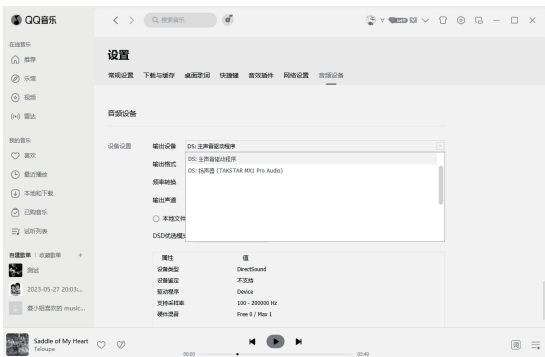 QQ音乐
搜索音乐
在线音乐
推荐
乐馆
视频
雷达
我的音乐
喜欢
最近播放
本地和下载
已购音乐
试听列表
自建歌单 | 收藏歌单 +
测试
2023-05-27 20:03:...
喜欢的 music...
设置
常规设置 下载与缓存 桌面歌词 快捷键 音效插件 网络设置 音频设备
音频设备
设备设置
输出设备 DS: 主声音驱动程序
DS: 主声音驱动程序
DS: 扬声器 (TAKSTAR MX1 Pro Audio)
输出格式
频率转换
输出声道
本地文件
DSD优选模
属性 值
设备类型 DirectSound
设备鉴定 不支持
驱动程序 Device
支持采样率 100 - 200000 Hz
硬件混音 Free 0 / Max 1
Saddle of My Heart
Teloupe
00:00
03:49
词